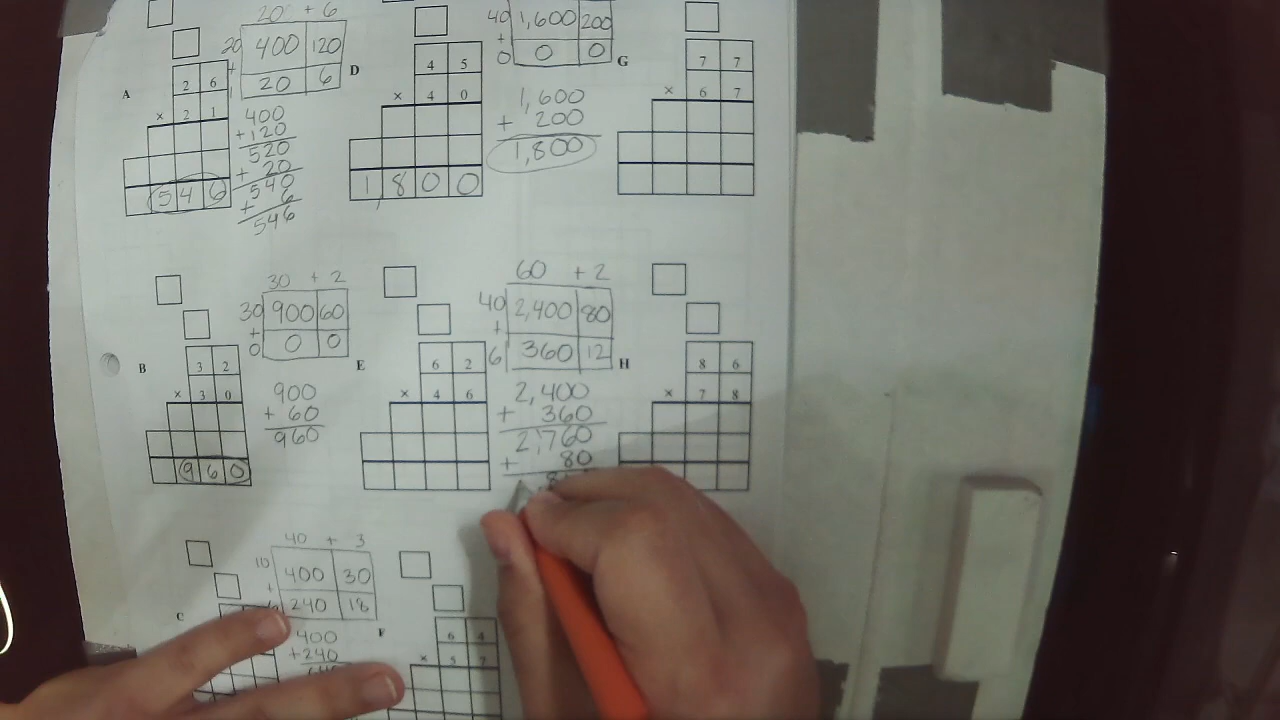 A
2 6
× 2 1
5 4 6
20 + 6
20 400 120
+
1 20 6
400
+120
520
+ 20
540
+ 6
546
D
4 5
× 4 0
1, 8 0 0
40 1,600 200
+
0 0 0
1,600
+ 200
1,800
G
7 7
× 6 7
B
3 2
× 3 0
9 6 0
30 + 2
30 900 60
+
0 0 0
900
+ 60
960
E
6 2
× 4 6
60 + 2
40 2,400 80
+
6 360 12
2,400
+ 360
2,760
+ 80
H
8 6
× 7 8
C
40 + 3
10 400 30
+
240 18
400
+240
F
6 4
× 5 7